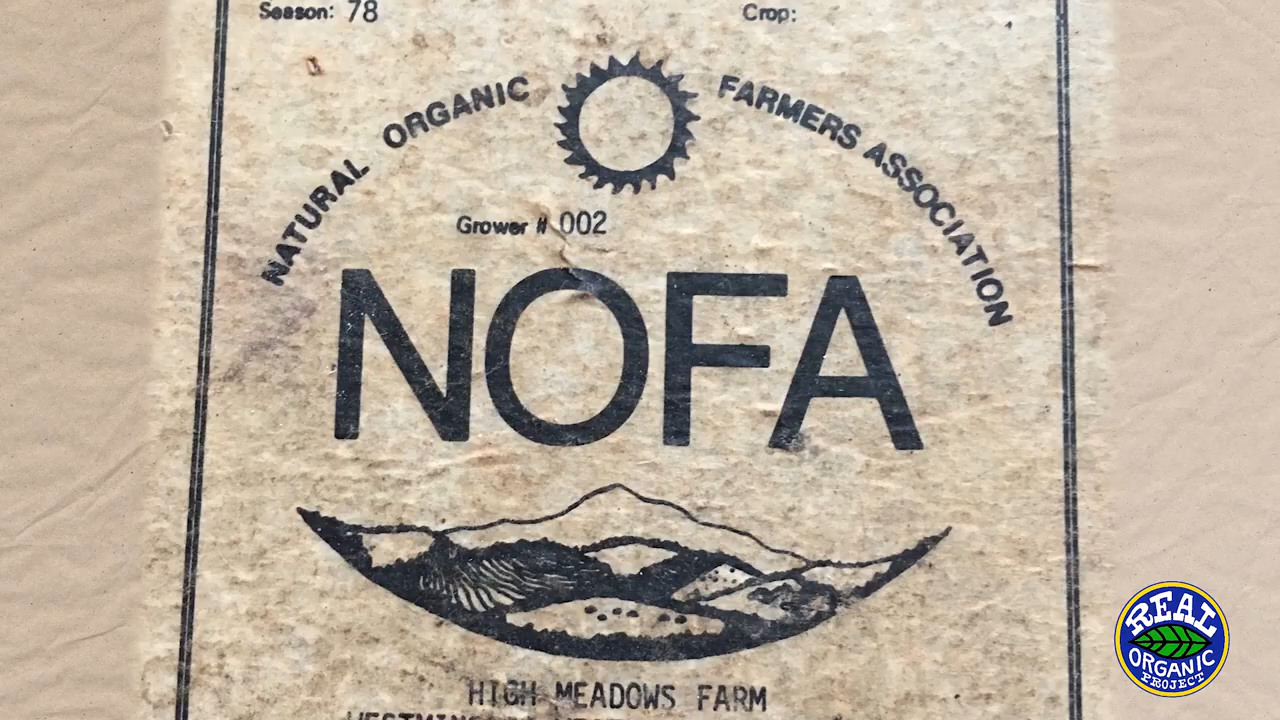 Season: 78
Crop:
NATURAL ORGANIC FARMERS ASSOCIATION
Grower # 002
NOFA
HIGH MEADOWS FARM
REAL
ORGANIC
PROJECT